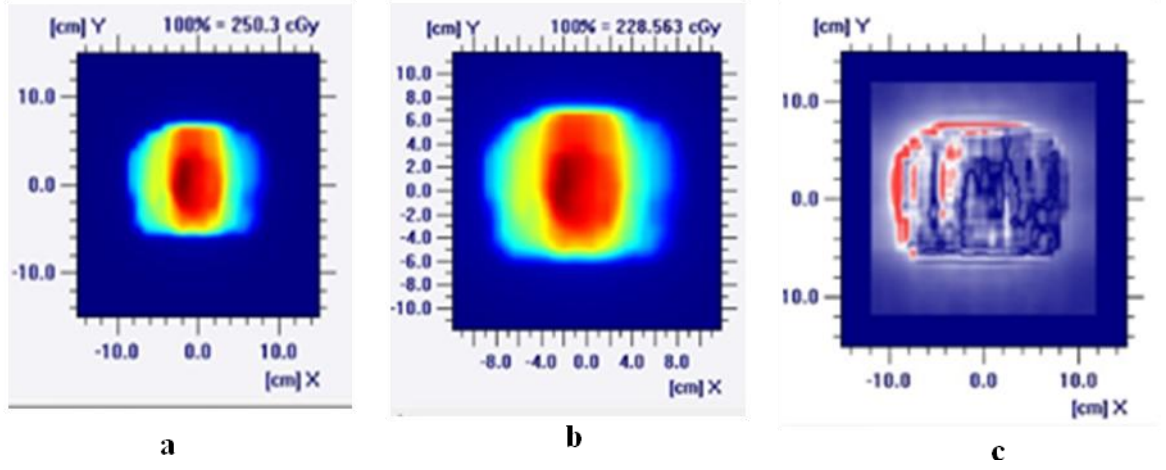 [cm] Y 100% = 250.3 cGy
10.0
0.0
-10.0
-10.0 0.0 10.0
[cm] X
a
[cm] Y 100% = 228.563 cGy
10.0
8.0
6.0
4.0
2.0
0.0
-2.0
-4.0
-6.0
-8.0
-10.0
-8.0 -4.0 0.0 4.0 8.0
[cm] X
b
[cm] Y
10.0
0.0
10.0
-10.0 0.0 10.0
[cm] X
c